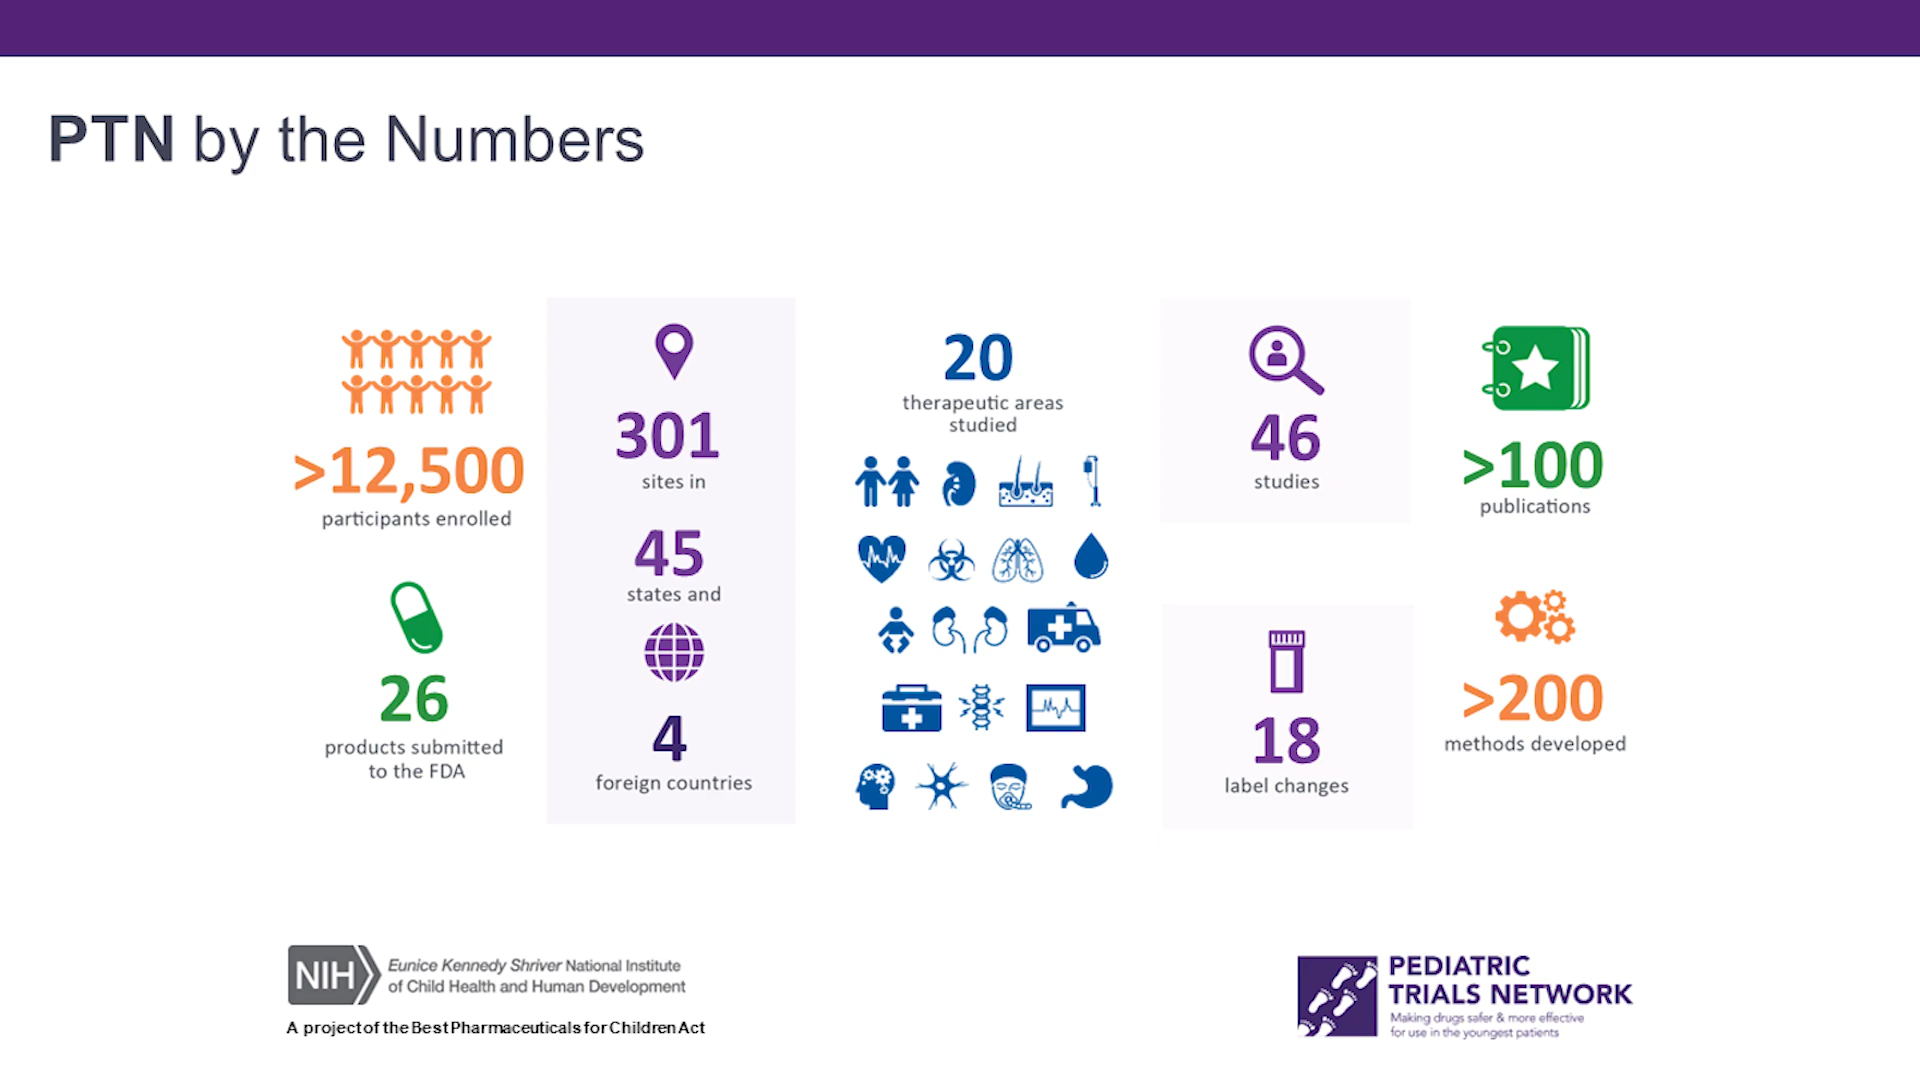 PTN by the Numbers
>12,500
participants enrolled
26
products submitted
to the FDA
301
sites in
45
states and
4
foreign countries
20
therapeutic areas
studied
46
studies
18
label changes
>100
publications
>200
methods developed
NIH
Eunice Kennedy Shriver National Institute
of Child Health and Human Development
A project of the Best Pharmaceuticals for Children Act
PEDIATRIC
TRIALS NETWORK
Making drugs safer & more effective
for use in the youngest patients